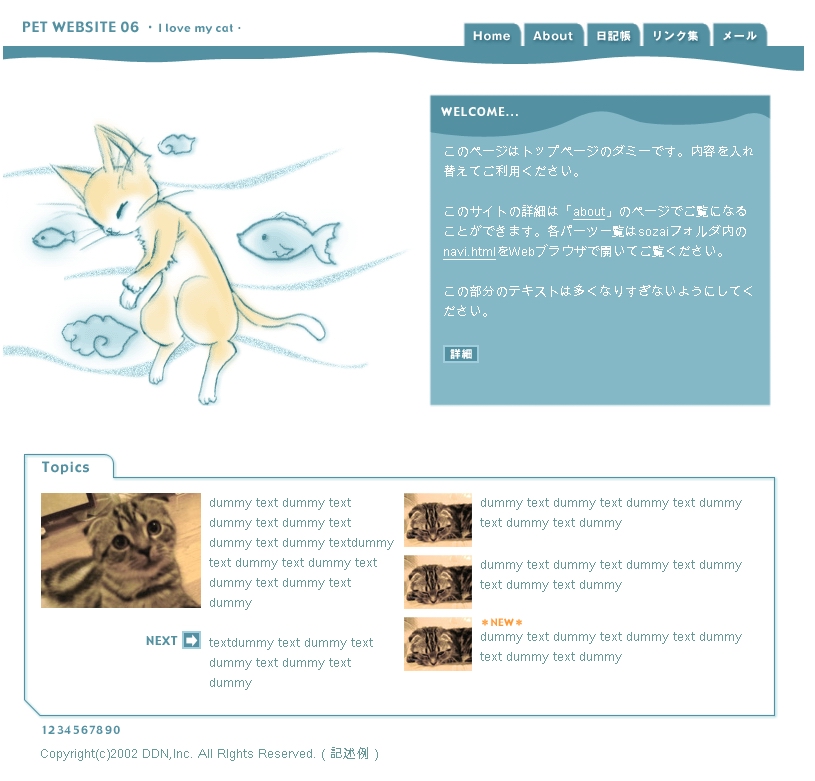 PET WEBSITE 06 ・I love my cat・
Home About 日記帳 リンク集 メール
WELCOME...
このページはトップページのダミーです。内容を入れ
替えてご利用ください。
このサイトの詳細は「about」のページでご覧になる
ことができます。各パーツ一覧はsozaiフォルダ内の
navi.htmlをWebブラウザで開いてご覧ください。
この部分のテキストは多くなりすぎないようにしてく
ださい。
詳細
Topics
dummy text dummy text
dummy text dummy text
dummy text dummy textdummy
text dummy text dummy text
dummy text dummy text
dummy
NEXT
textdummy text dummy text
dummy text dummy text
dummy
dummy text dummy text dummy text dummy
text dummy text dummy
dummy text dummy text dummy text dummy
text dummy text dummy
*NEW*
dummy text dummy text dummy text dummy
text dummy text dummy
1234567890
Copyright(c)2002 DDN,Inc. All RIghts Reserved.（記述例）